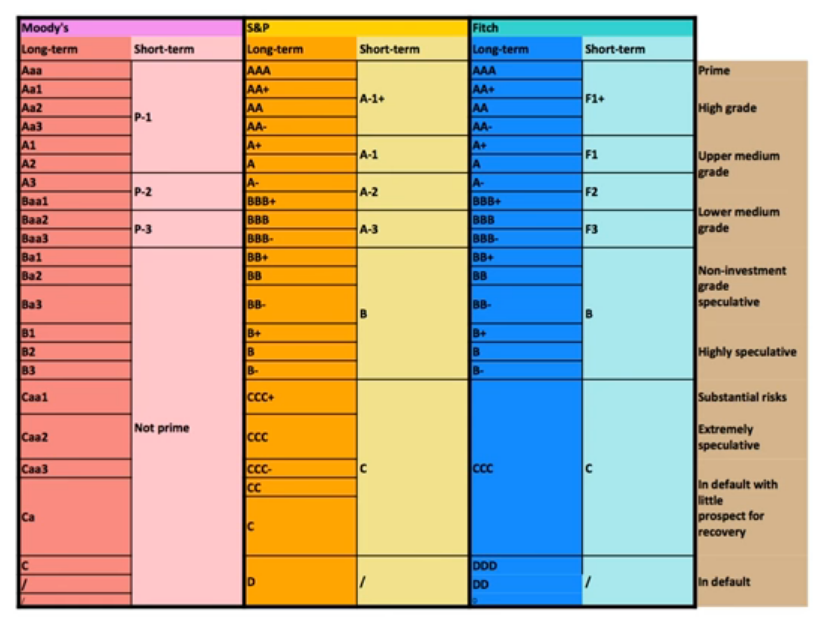 Moody's S&P Fitch
Long-term Short-term Long-term Short-term Long-term Short-term
Aaa AAA AAA Prime
Aa1 AA+ AA+
P-1 A-1+ F1+
Aa2 AA AA High grade
Aa3 AA- AA-
A1 A+ A+
A-1 F1 Upper medium
A2 A A grade
A3 A- A-
P-2 A-2 F2
Baa1 BBB+ BBB+
Baa2 BBB BBB Lower medium
P-3 A-3 F3 grade
Baa3 BBB- BBB-
Ba1 BB+ BB+
Ba2 BB BB Non-investment
grade
Ba3 BB- BB- speculative
B B
B1 B+ B+
B2 B B Highly speculative
B3 B- B-
Caa1 CCC+ Substantial risks
Not prime
Caa2 CCC Extremely
speculative
Caa3 CCC- C CCC C
CC In default with
little
Ca prospect for
C recovery
C DDD
/ D / DD / In default
/